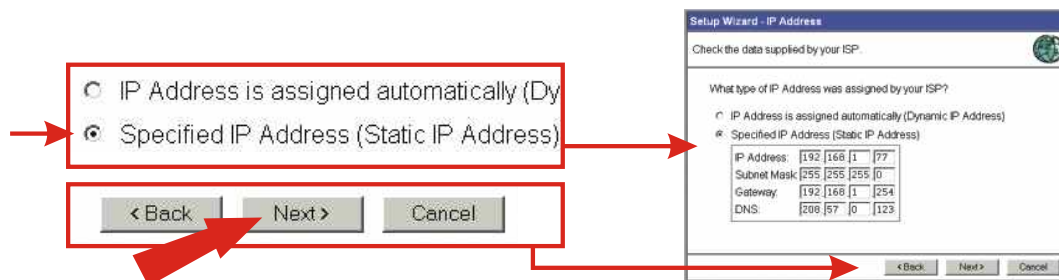 IP Address is assigned automatically (Dy
Specified IP Address (Static IP Address)
< Back Next > Cancel
Setup Wizard - IP Address
Check the data supplied by your ISP.
What type of IP Address was assigned by your ISP?
IP Address is assigned automatically (Dynamic IP Address)
Specified IP Address (Static IP Address)
IP Address: 192 .168 .1 .77
Subnet Mask: 255 .255 .255 .0
Gateway: 192 .168 .1 .254
DNS: 208 .57 .0 .123
< Back Next > Cancel